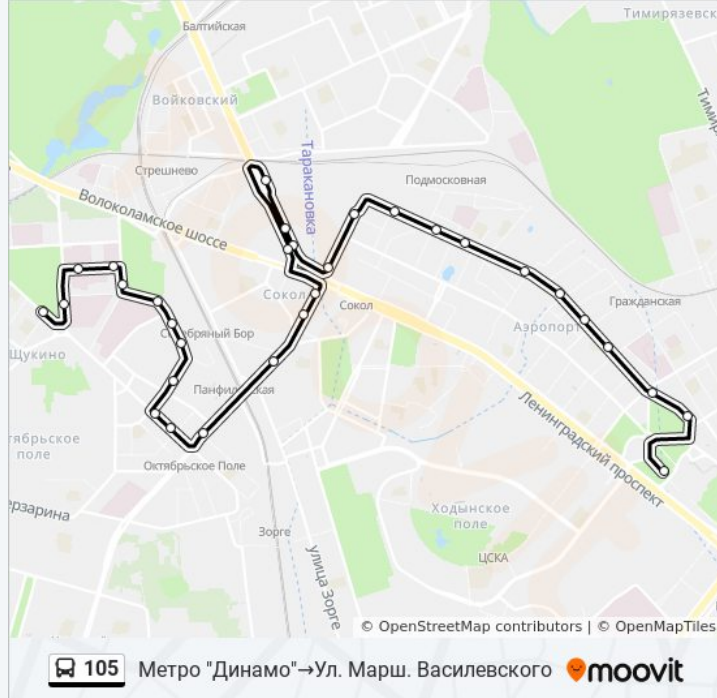 Тимирязевск
Балтийская
Войковский
Тимиря
Стрешнево
Таракановка
Подмосковная
Волоколамское шоссе
Сокол
Сокол
Гражданская
Аэропорт
Щукино
Серебряный Бор
Панфиловская
Ленинградский проспект
тябрьское
поле
Октябрьское Поле
ерзарина
Ходынское
поле
Зорге
ЦСКА
улица Зорге
© OpenStreetMap contributors | © OpenMapTiles
105 Метро "Динамо"→Ул. Марш. Василевского moovit